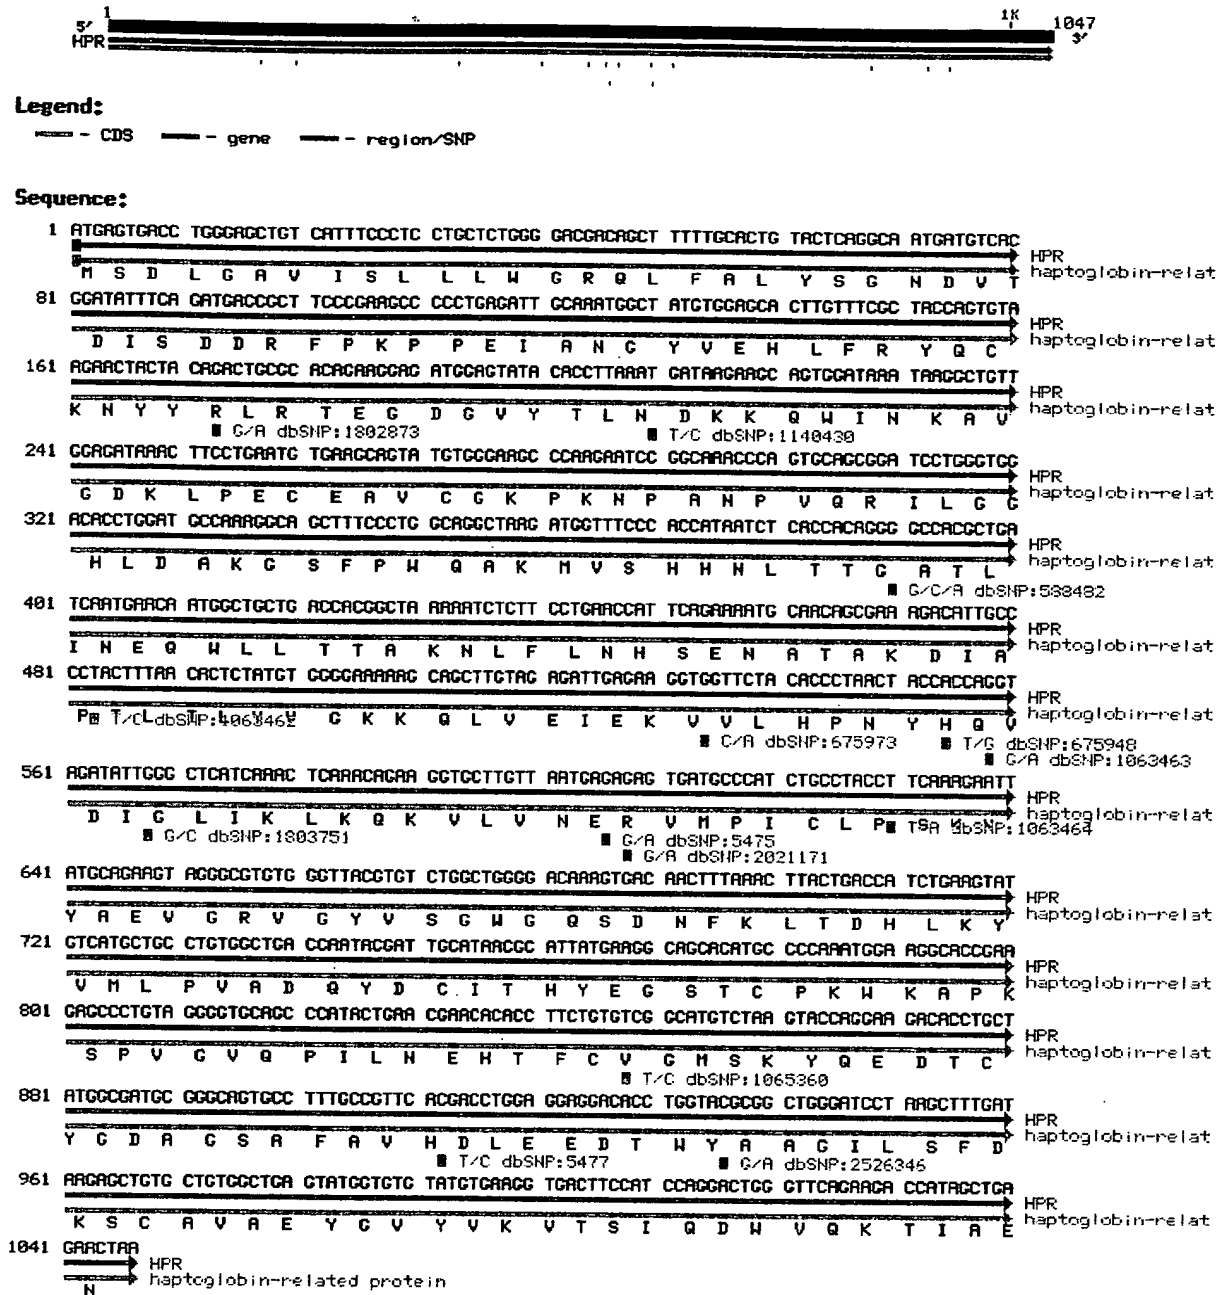 1 1K 1047
5' 3'
HPR
Legend:
- CDS - gene - region/SNP
Sequence:
1 ATGAGTGACC TGGGAGCTGT CATTTCCCTC CTGCTCTGGG GACGACAGCT TTTTGCACTG TACTCAGGCA ATGATGTCAC
HPR
haptoglobin-relat
M S D L G A V I S L L L W G R Q L F A L Y S G N D V T
81 GGATATTTCA GATGACCGCT TCCCGAAGCC CCCTGAGATT GCAAATGGCT ATGTGGAGCA CTTGTTTCGC TACCAGTGTA
HPR
haptoglobin-relat
D I S D D R F P K P P E I A N G Y V E H L F R Y Q C
161 AGAACTACTA CAGACTGCGC ACAGAAGGAG ATGGAGTATA CACCTTAAAT GATAAGAAGC AGTGGATAAA TAAGGCTGTT
HPR
haptoglobin-relat
K N Y Y R L R T E G D G V Y T L N D K K Q W I N K A V
G/A dbSNP:1802873 T/C dbSNP:1140430
241 GGAGATAAAC TTCCTGAATG TGAAGCAGTA TGTGGGAAGC CCAAGAATCC GGCAAACCCA GTGCAGCGGA TCCTGGGTGG
HPR
haptoglobin-relat
G D K L P E C E A V C G K P K N P A N P V Q R I L G G
321 ACACCTGGAT GCCAAAGGCA GCTTTCCCTG GCAGGCTAAG ATGGTTTCCC ACCATAATCT CACCACAGGG GCCACGCTGA
HPR
haptoglobin-relat
H L D A K G S F P W Q A K M V S H H N L T T G A T L
G/C/A dbSNP:588482
401 TCAATGAACA ATGGCTGCTG ACCACGGCTA AAAATCTCTT CCTGAACCAT TCAGAAAATG CAACAGCGAA AGACATTGCC
HPR
haptoglobin-relat
I N E Q W L L T T A K N L F L N H S E N A T A K D I A
481 CCTACTTTAA CACTCTATGT GGGGAAAAAG CAGCTTGTAG AGATTGAGAA GGTGGTTCTA CACCCTAACT ACCACCAGGT
HPR
haptoglobin-relat
P T L T L Y V G K K Q L V E I E K V V L H P N Y H Q V
C/A dbSNP:675973 T/G dbSNP:675948
G/A dbSNP:1063463
561 AGATATTGGG CTCATCAAAC TCAAACAGAA GGTGCTTGTT AATGAGAGAG TGATGCCCAT CTGCCTACCT TCAAAGAATT
HPR
haptoglobin-relat
D I G L I K L K Q K V L V N E R V M P I C L P T/A dbSNP:1063464
G/C dbSNP:1803751 G/A dbSNP:5475
G/A dbSNP:2021171
641 ATGCAGAAGT AGGGCGTGTG GGTTACGTGT CTGGCTGGGG ACAAAGTGAC AACTTTAAAC TTACTGACCA TCTGAAGTAT
HPR
haptoglobin-relat
Y A E V G R V G Y V S G W G Q S D N F K L T D H L K Y
721 GTCATGCTGC CTGTGGCTGA CCAATACGAT TGCATAACGC ATTATGAAGG CAGCACATGC CCCAAATGGA AGGCACCGAA
HPR
haptoglobin-relat
V M L P V A D Q Y D C I T H Y E G S T C P K W K A P K
801 GAGCCCTGTA GGGGTGCAGC CCATACTGAA CGAACACACC TTCTGTGTCG GCATGTCTAA GTACCAGGAA GACACCTGCT
HPR
haptoglobin-relat
S P V G V Q P I L N E H T F C V G M S K Y Q E D T C
T/C dbSNP:1065360
881 ATGGCGATGC GGGCAGTGCC TTTGCCGTTC ACGACCTGGA GGAGGACACC TGGTACGCGG CTGGGATCCT AAGCTTTGAT
HPR
haptoglobin-relat
Y G D A G S A F A V H D L E E D T W Y A A G I L S F D
T/C dbSNP:5477 G/A dbSNP:2526346
961 AAGAGCTGTG CTGTGGCTGA GTATGGTGTG TATGTGAAGG TGACTTCCAT CCAGGACTGG GTTCAGAAGA CCATAGCTGA
HPR
haptoglobin-relat
K S C A V A E Y G V Y V K V T S I Q D W V Q K T I A E
1041 GAACTAA
HPR
haptoglobin-related protein
N